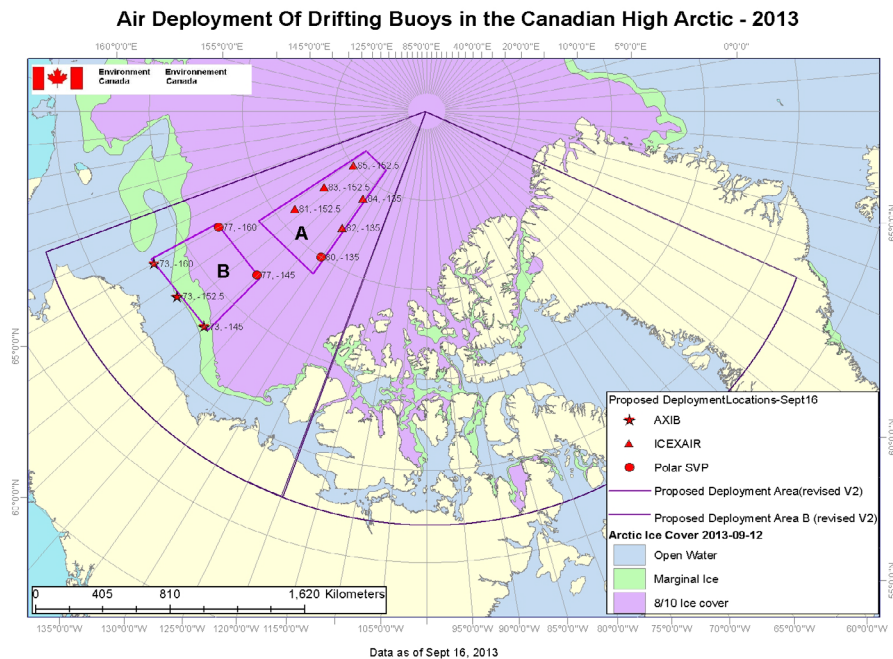 Air Deployment Of Drifting Buoys in the Canadian High Arctic - 2013
160°0'0"E 155°0'0"W 145°0'0"W 125°0'0"E 85°0'0"W 40°0'0"E 20°0'0"W 10°0'0"E 5°0'0"W 0°0'0"
Environment Environnement
Canada Canada
85, -152.5
83, -152.5
84, -135
81, -152.5
82, -135
77, -160
A
80, -135
73, -160
B
77, -145
73, -152.5
73, -145
65°0'0"N
60°0'0"N
Proposed DeploymentLocations-Sept16
AXIB
ICEXAIR
Polar SVP
Proposed Deployment Area(revised V2)
Proposed Deployment Area B (revised V2)
Arctic Ice Cover 2013-09-12
Open Water
Marginal Ice
8/10 Ice cover
0 405 810 1,620 Kilometers
135°0'0"W 130°0'0"W 125°0'0"W 120°0'0"W 115°0'0"W 105°0'0"W 95°0'0"W 90°0'0"W 85°0'0"W 80°0'0"W 75°0'0"W 70°0'0"W 65°0'0"W 60°0'0"W
Data as of Sept 16, 2013